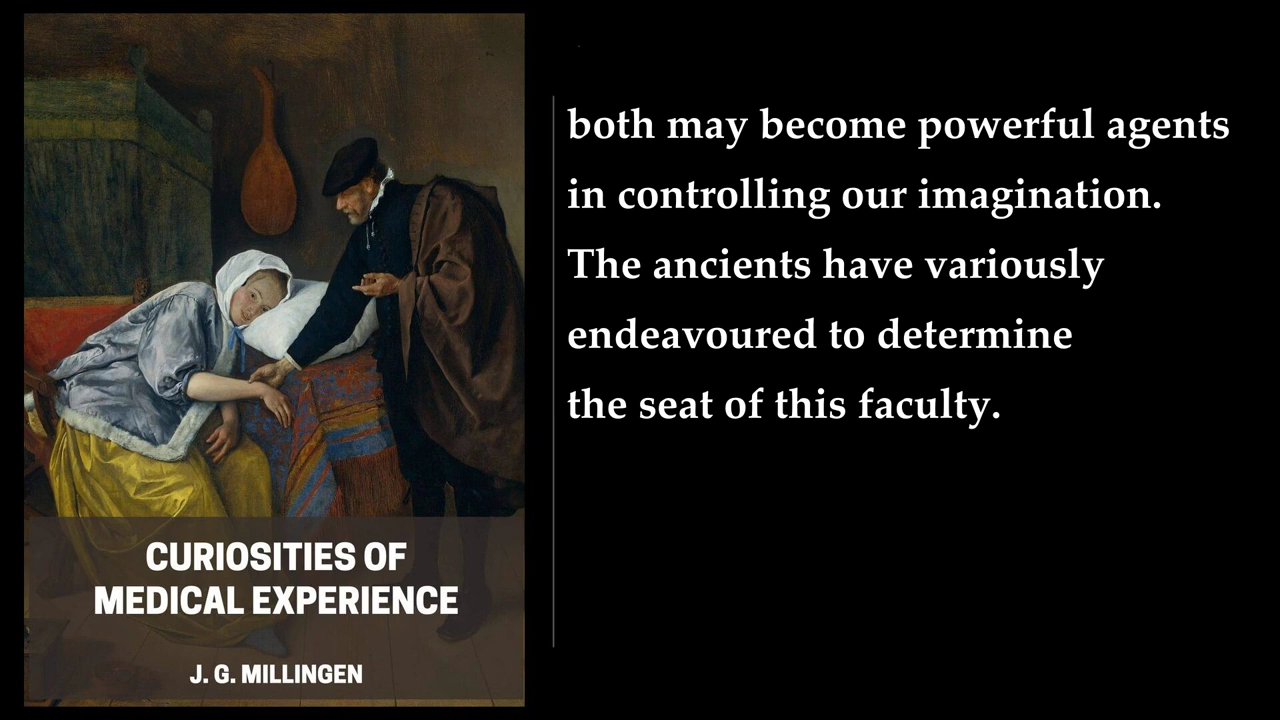 both may become powerful agents
in controlling our imagination.
The ancients have variously
endeavoured to determine
the seat of this faculty.
CURIOSITIES OF
MEDICAL EXPERIENCE
J. G. MILLINGEN